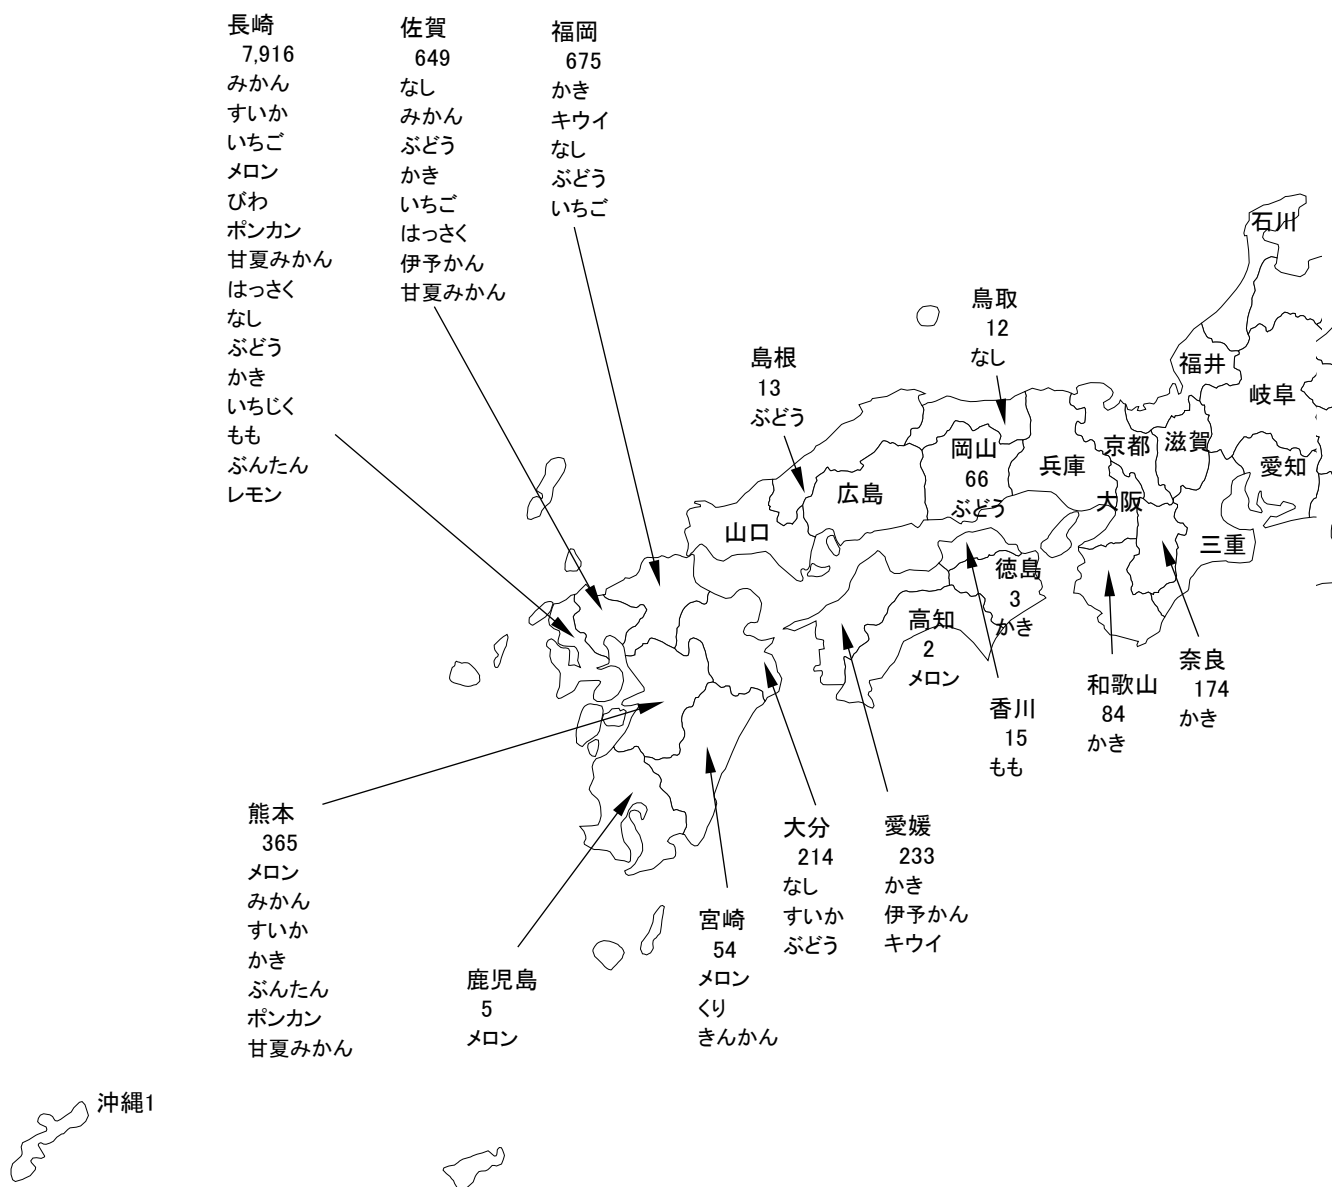 長崎
7,916
みかん
すいか
いちご
メロン
びわ
ポンカン
甘夏みかん
はっさく
なし
ぶどう
かき
いちじく
もも
ぶんたん
レモン
佐賀
649
なし
みかん
ぶどう
かき
いちご
はっさく
伊予かん
甘夏みかん
福岡
675
かき
キウイ
なし
ぶどう
いちご
石川
鳥取
12
なし
島根
13
ぶどう
福井
岐阜
岡山
66
ぶどう
兵庫
京都
滋賀
愛知
広島
大阪
山口
三重
徳島
3
かき
高知
2
メロン
奈良
174
かき
和歌山
84
かき
香川
15
もも
熊本
365
メロン
みかん
すいか
かき
ぶんたん
ポンカン
甘夏みかん
大分
214
なし
すいか
ぶどう
愛媛
233
かき
伊予かん
キウイ
宮崎
54
メロン
くり
きんかん
鹿児島
5
メロン
沖縄1